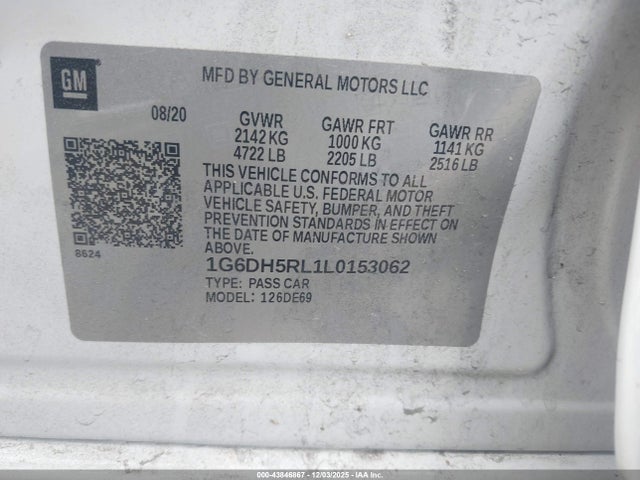 GM
MFD BY GENERAL MOTORS LLC
08/20
GVWR GAWR FRT GAWR RR
2142 KG 1000 KG 1141 KG
4722 LB 2205 LB 2516 LB
THIS VEHICLE CONFORMS TO ALL
APPLICABLE U.S. FEDERAL MOTOR
VEHICLE SAFETY, BUMPER, AND THEFT
PREVENTION STANDARDS IN EFFECT ON
THE DATE OF MANUFACTURE SHOWN
ABOVE.
8624
1G6DH5RL1L0153062
TYPE: PASS CAR
MODEL: 126DE69
000-43846867 - 12/03/2025 - IAAI, Inc.